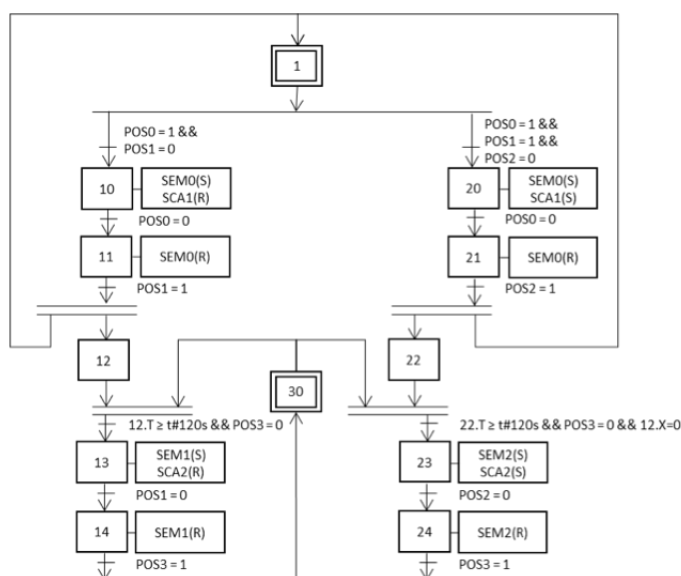 1
POS0 = 1 &&
POS1 = 0
POS0 = 1 &&
POS1 = 1 &&
POS2 = 0
10
SEM0(S)
SCA1(R)
20
SEM0(S)
SCA1(S)
POS0 = 0
POS0 = 0
11
SEM0(R)
21
SEM0(R)
POS1 = 1
POS2 = 1
12
22
30
12.T ≥ t#120s && POS3 = 0
22.T ≥ t#120s && POS3 = 0 && 12.X=0
13
SEM1(S)
SCA2(R)
23
SEM2(S)
SCA2(S)
POS1 = 0
POS2 = 0
14
SEM1(R)
24
SEM2(R)
POS3 = 1
POS3 = 1